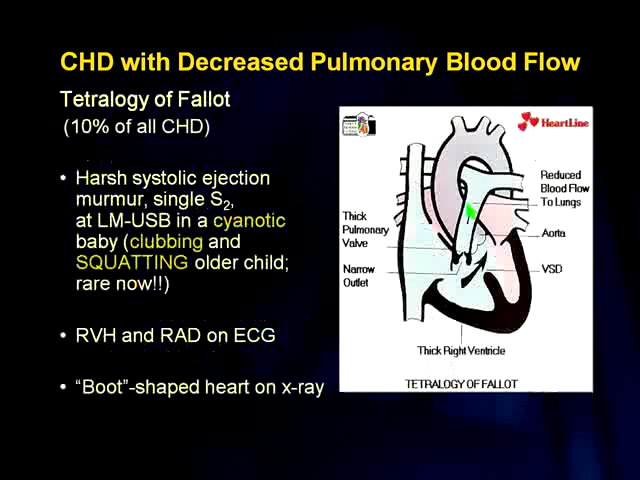 CHD with Decreased Pulmonary Blood Flow
Tetralogy of Fallot
(10% of all CHD)
• Harsh systolic ejection
murmur, single S2,
at LM-USB in a cyanotic
baby (clubbing and
SQUATTING older child;
rare now!!)
• RVH and RAD on ECG
• “Boot”-shaped heart on x-ray
HeartLine
Reduced
Blood Flow
To Lungs
Aorta
VSD
Thick
Pulmonary
Valve
Narrow
Outlet
Thick Right Ventricle
TETRALOGY OF FALLOT